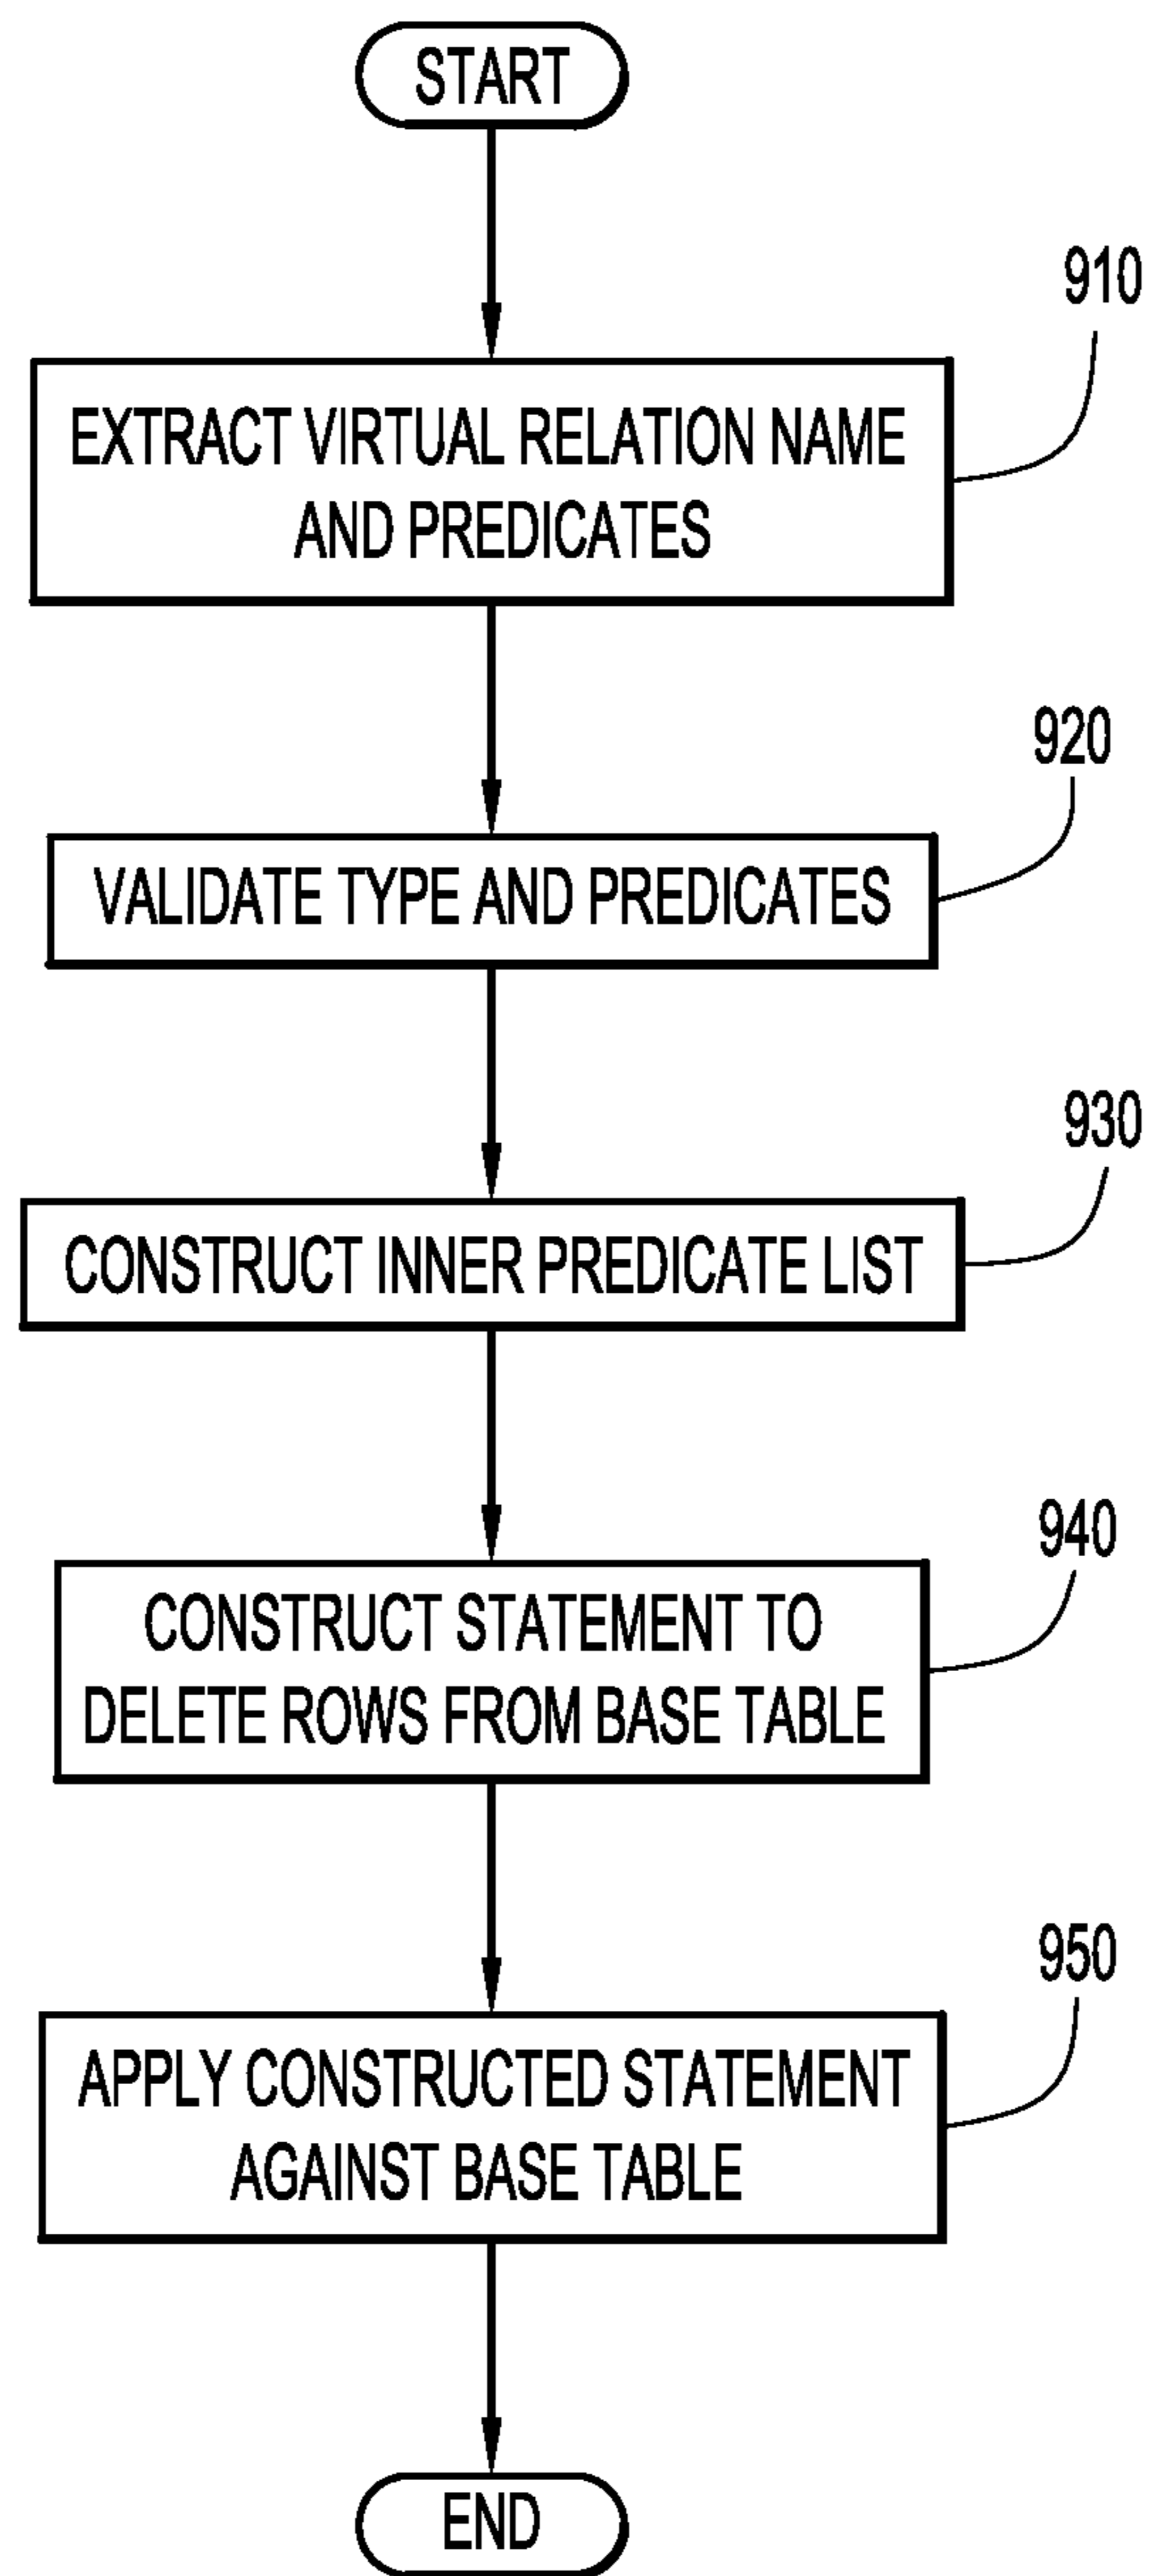 START
910
EXTRACT VIRTUAL RELATION NAME
AND PREDICATES
920
VALIDATE TYPE AND PREDICATES
930
CONSTRUCT INNER PREDICATE LIST
940
CONSTRUCT STATEMENT TO
DELETE ROWS FROM BASE TABLE
950
APPLY CONSTRUCTED STATEMENT
AGAINST BASE TABLE
END